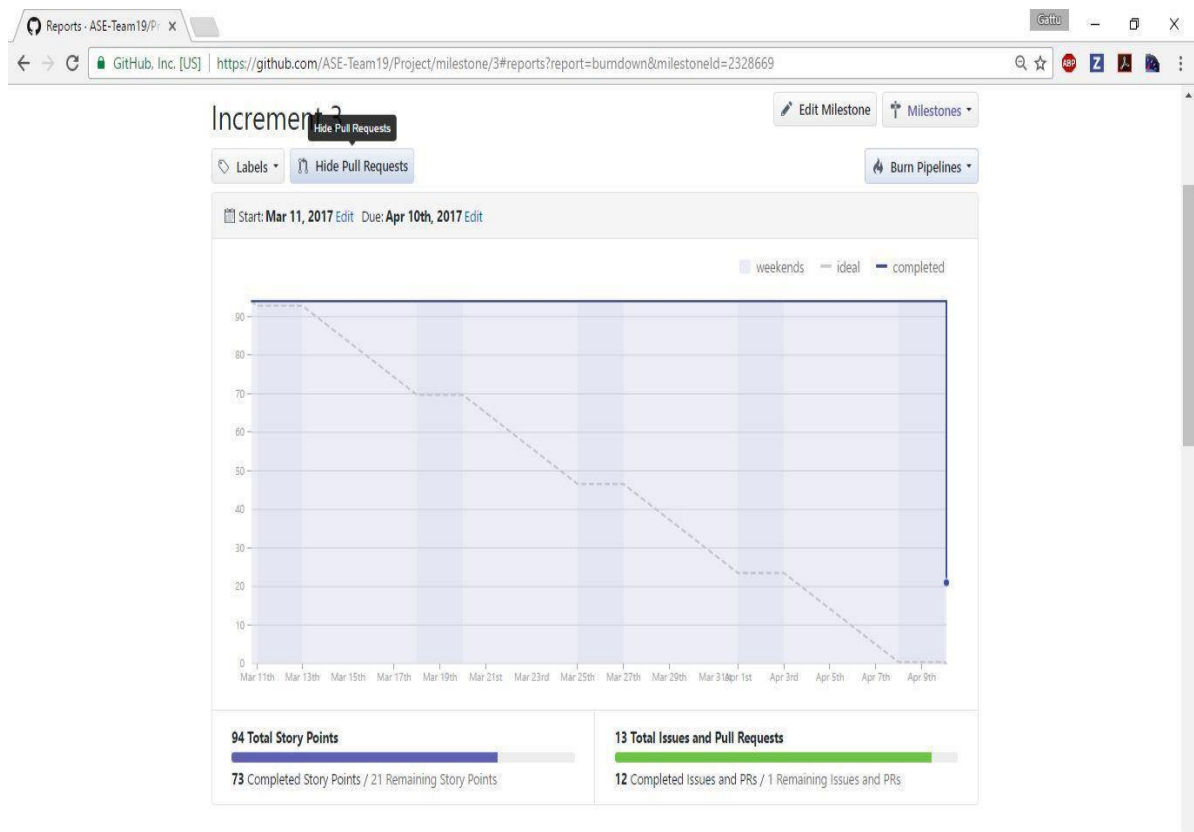 Reports · ASE-Team19/Pr
Gattu
GitHub, Inc. [US] | https://github.com/ASE-Team19/Project/milestone/3#reports?report=burndown&milestoneId=2328669
ABP Z
Increment 3
Edit Milestone Milestones
Hide Pull Requests
Labels Hide Pull Requests Burn Pipelines
Start: Mar 11, 2017 Edit Due: Apr 10th, 2017 Edit
weekends ideal completed
90
80
70
60
50
40
30
20
10
0
Mar 11th Mar 13th Mar 15th Mar 17th Mar 19th Mar 21st Mar 23rd Mar 25th Mar 27th Mar 29th Mar 31st Apr 1st Apr 3rd Apr 5th Apr 7th Apr 9th
94 Total Story Points 13 Total Issues and Pull Requests
73 Completed Story Points / 21 Remaining Story Points 12 Completed Issues and PRs / 1 Remaining Issues and PRs